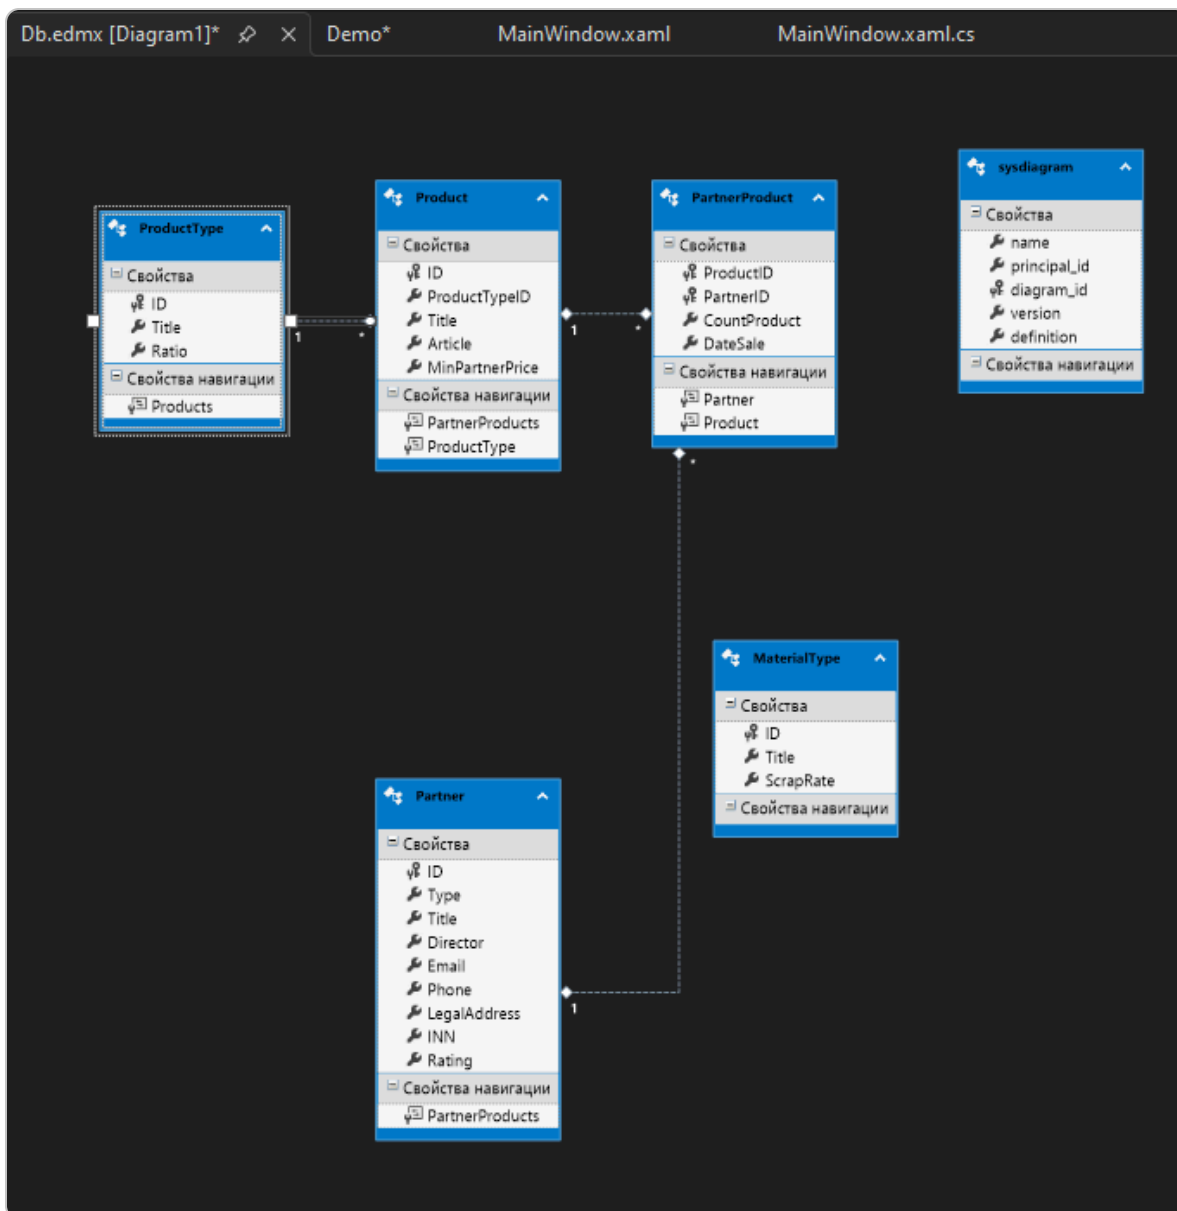 Db.edmx [Diagram1]* Demo* MainWindow.xaml MainWindow.xaml.cs
ProductType
Свойства
ID
Title
Ratio
Свойства навигации
Products
1
*
Product
Свойства
ID
ProductTypeID
Title
Article
MinPartnerPrice
Свойства навигации
PartnerProducts
ProductType
1
*
PartnerProduct
Свойства
ProductID
PartnerID
CountProduct
DateSale
Свойства навигации
Partner
Product
*
sysdiagram
Свойства
name
principal_id
diagram_id
version
definition
Свойства навигации
MaterialType
Свойства
ID
Title
ScrapRate
Свойства навигации
Partner
Свойства
ID
Type
Title
Director
Email
Phone
LegalAddress
INN
Rating
Свойства навигации
PartnerProducts
1